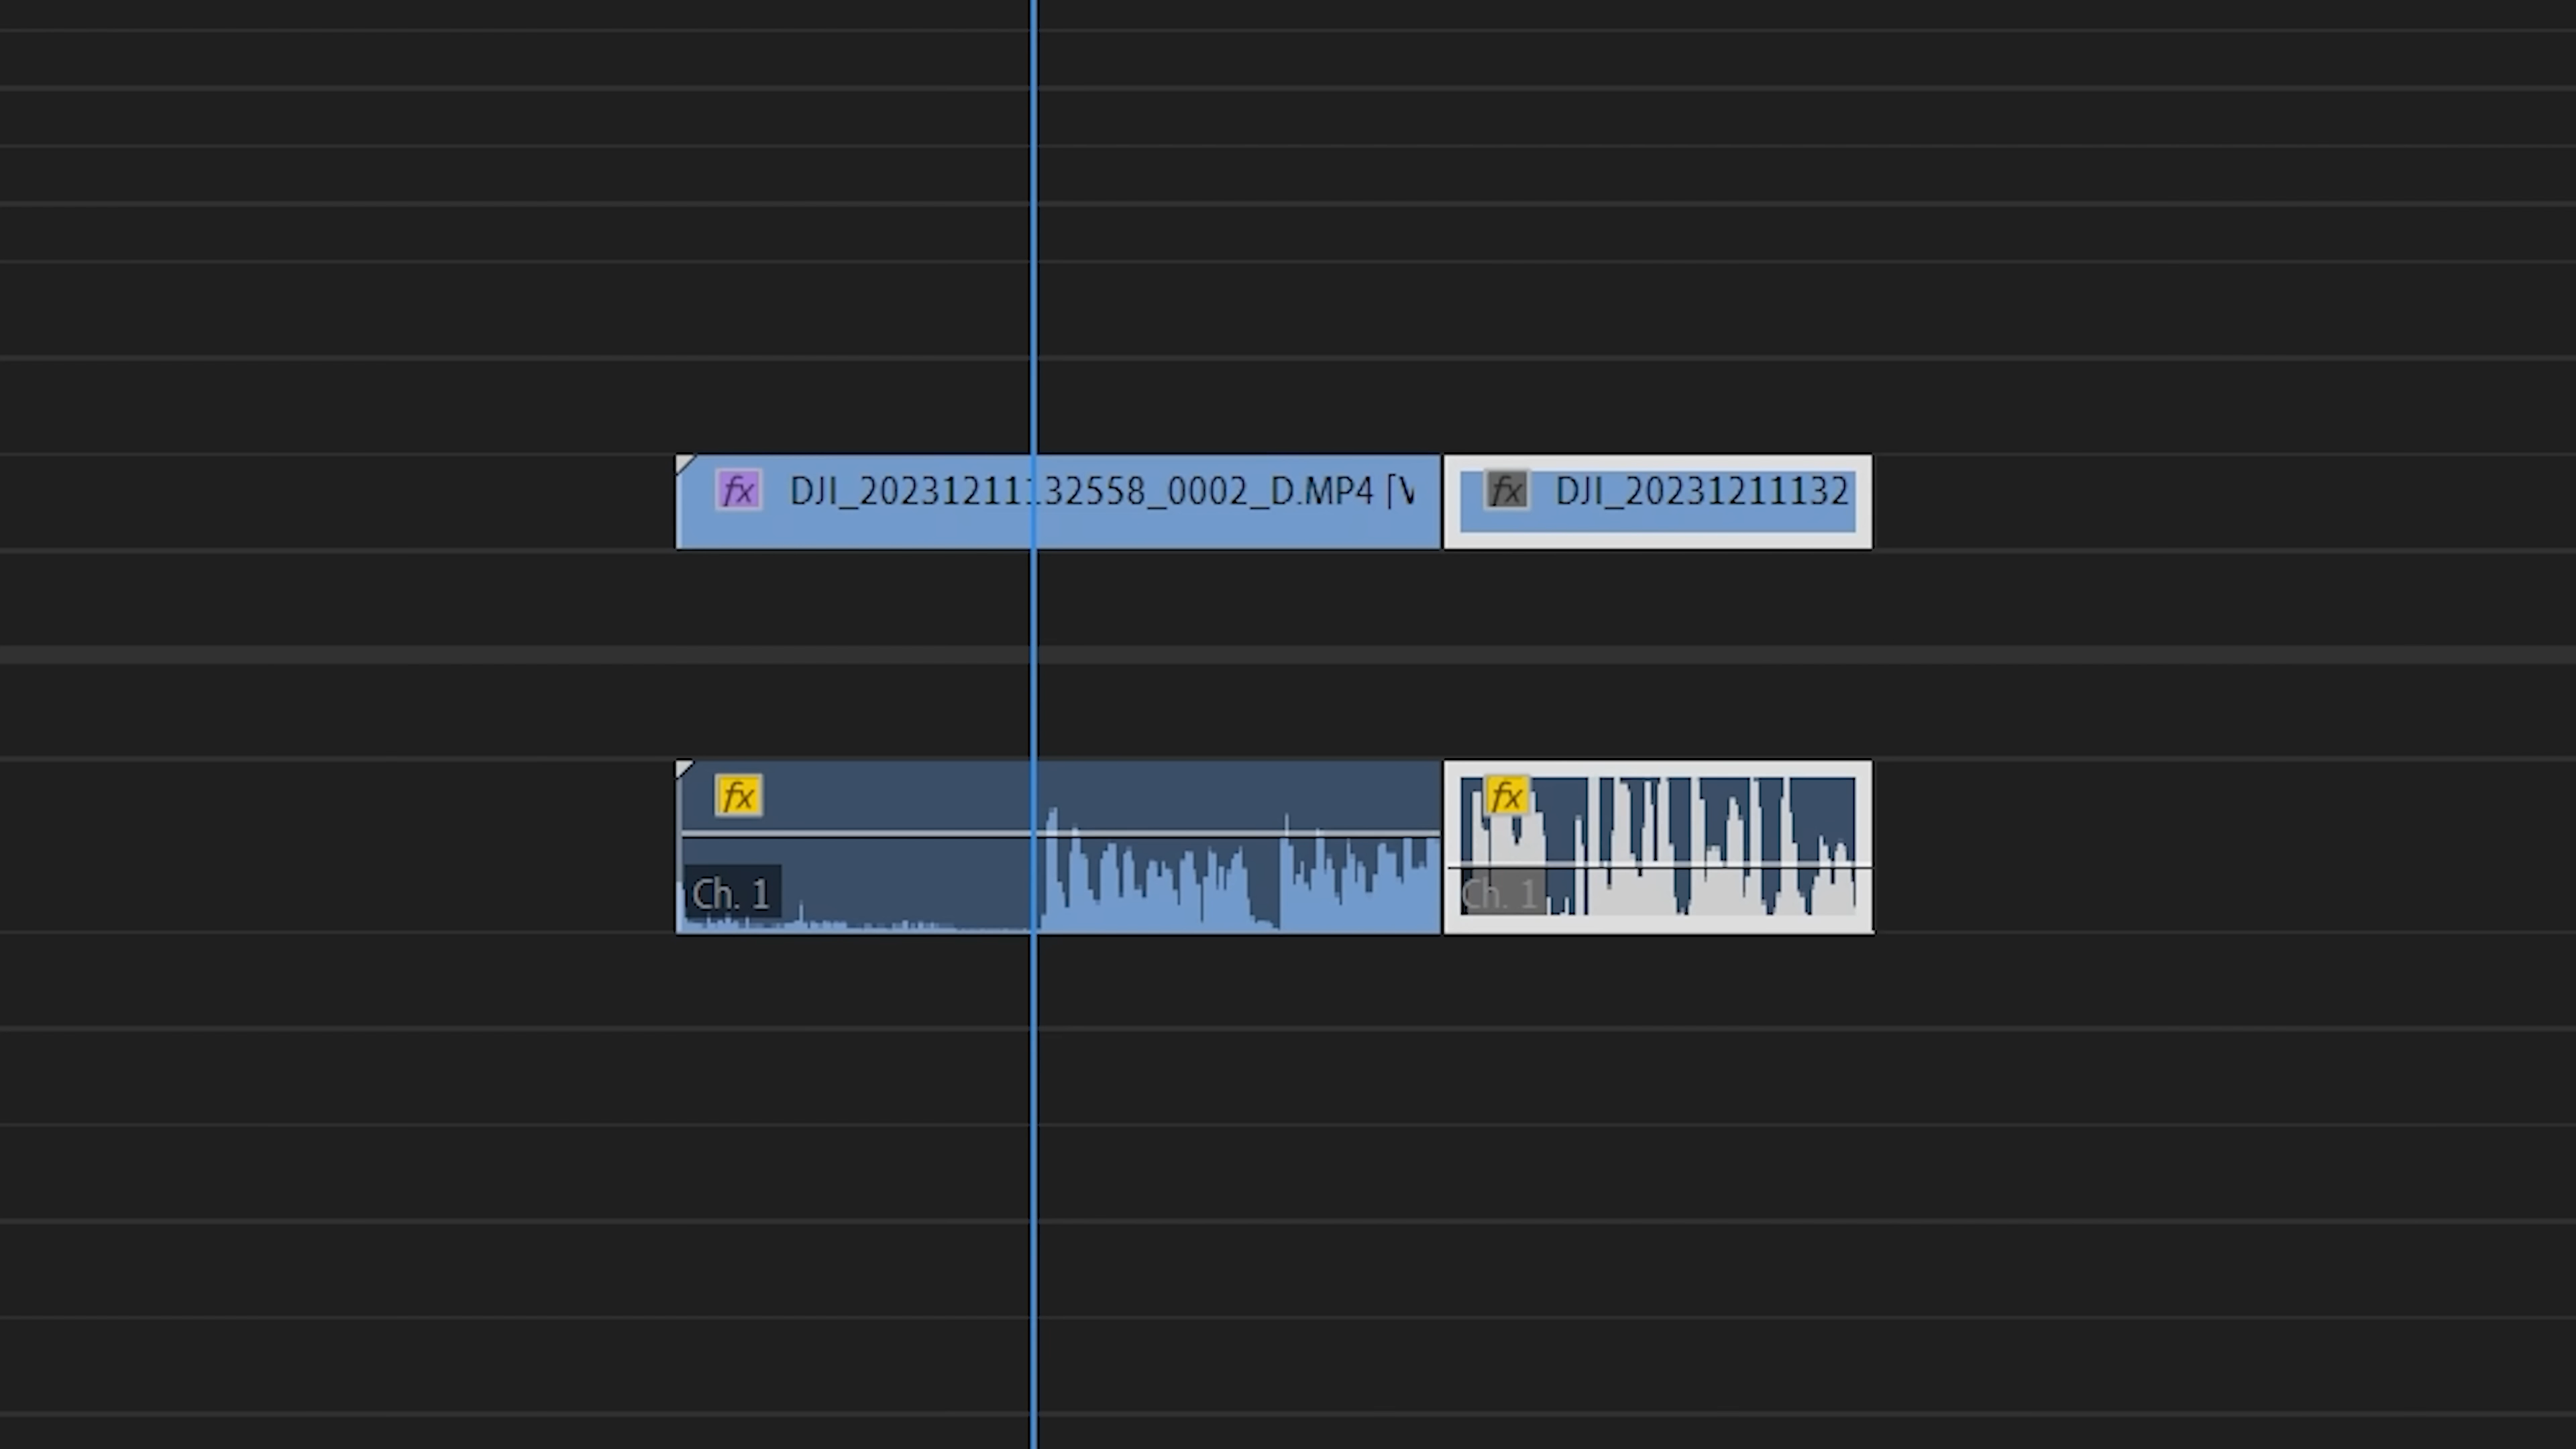 fx DJI_20231211132558_0002_D.MP4 [V
fx DJI_20231211132
fx
Ch. 1
fx
Ch. 1